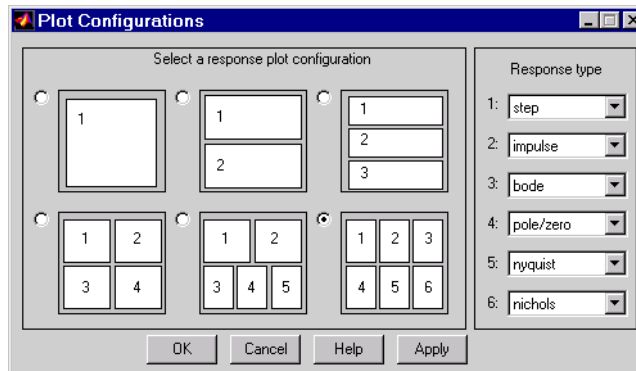 Plot Configurations
Select a response plot configuration
1
1
2
1
2
3
1 2
3 4
1 2
3 4 5
1 2 3
4 5 6
Response type
1: step
2: impulse
3: bode
4: pole/zero
5: nyquist
6: nichols
OK Cancel Help Apply